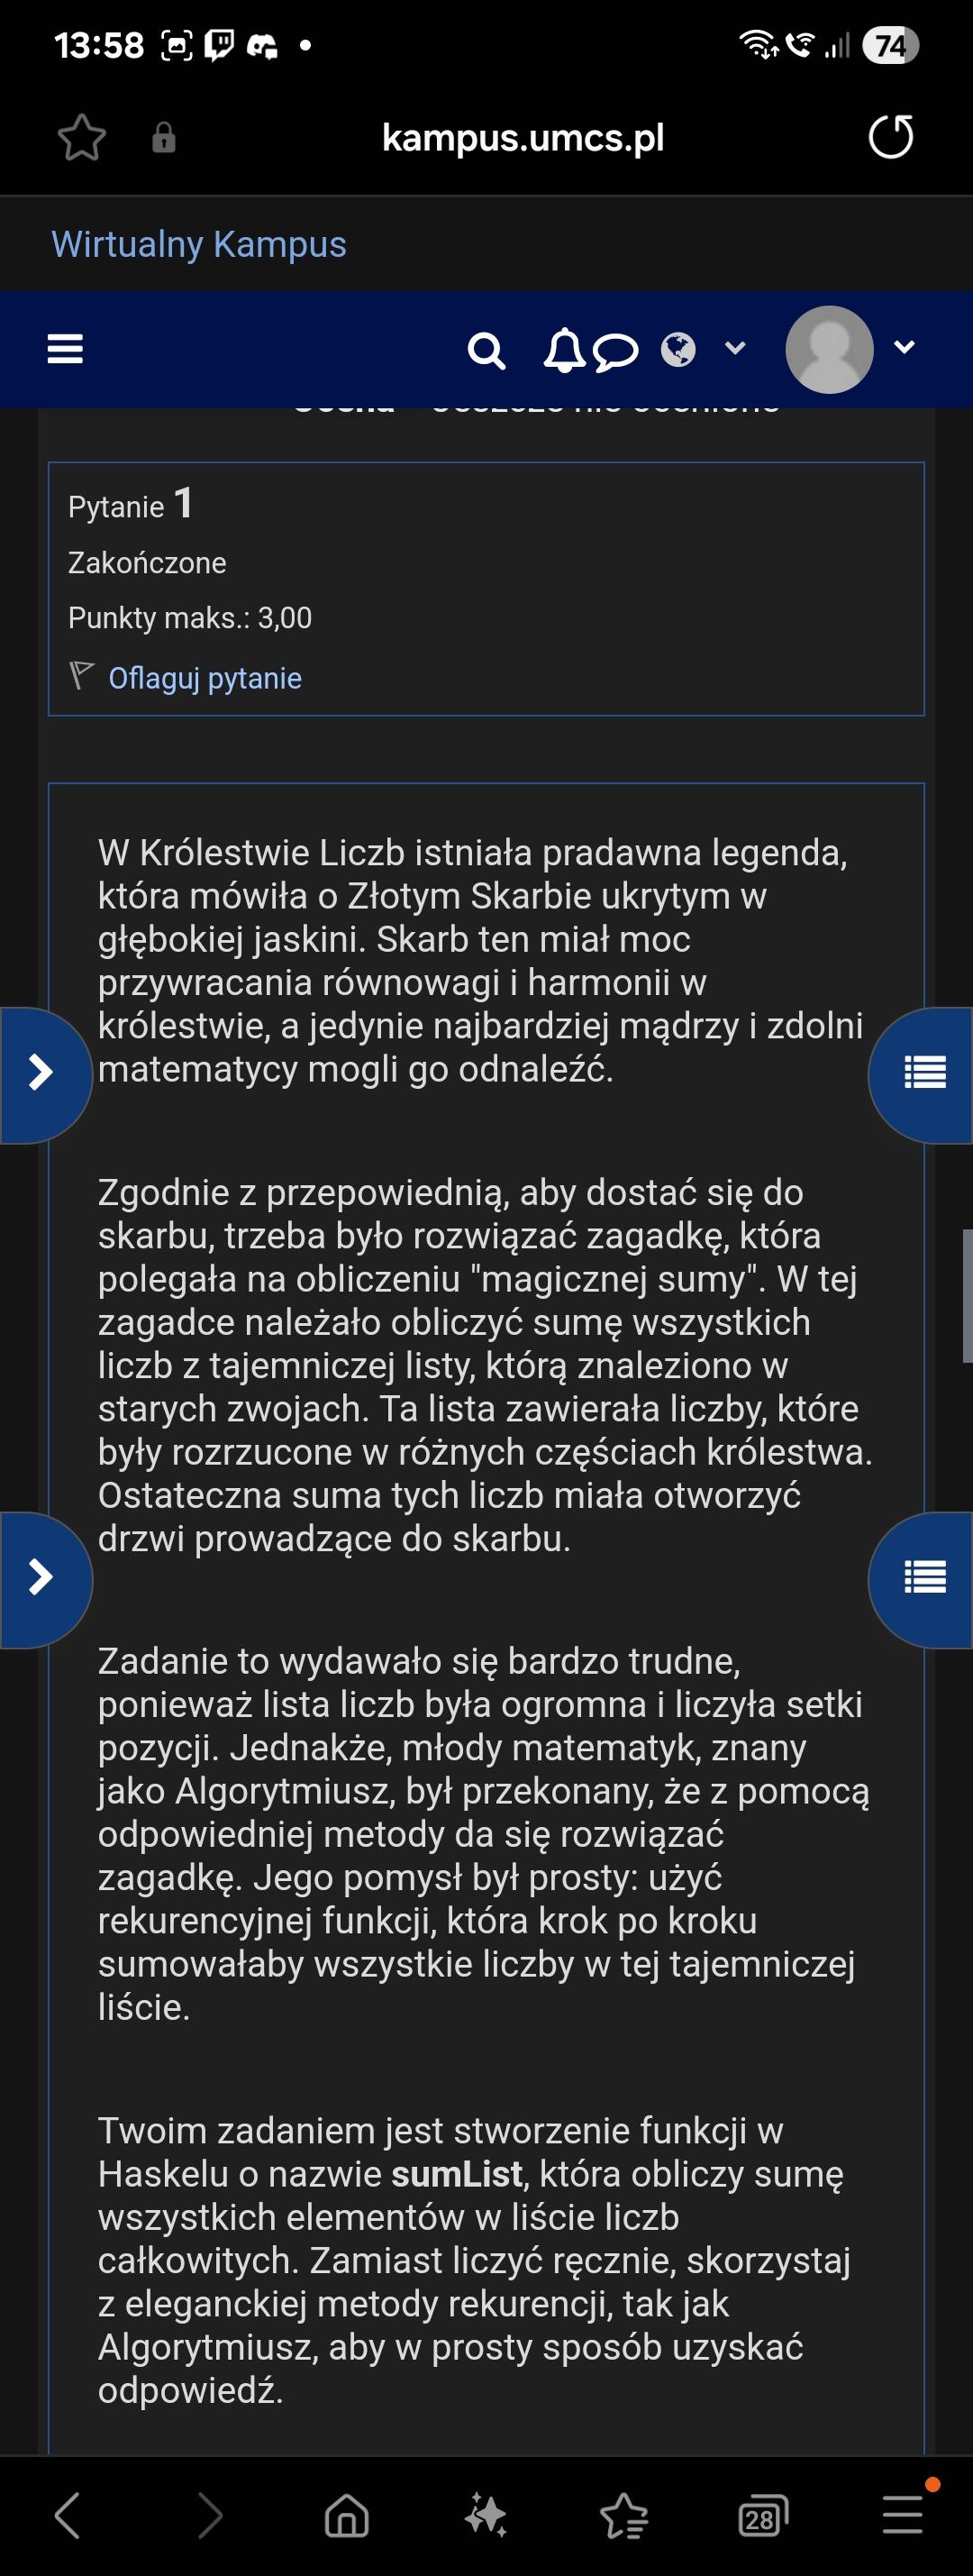 13:58
74
kampus.umcs.pl
Wirtualny Kampus
Pytanie 1
Zakończone
Punkty maks.: 3,00
Oflaguj pytanie
W Królestwie Liczb istniała pradawna legenda,
która mówiła o Złotym Skarbie ukrytym w
głębokiej jaskini. Skarb ten miał moc
przywracania równowagi i harmonii w
królestwie, a jedynie najbardziej mądrzy i zdolni
matematycy mogli go odnaleźć.
Zgodnie z przepowiednią, aby dostać się do
skarbu, trzeba było rozwiązać zagadkę, która
polegała na obliczeniu "magicznej sumy". W tej
zagadce należało obliczyć sumę wszystkich
liczb z tajemniczej listy, którą znaleziono w
starych zwojach. Ta lista zawierała liczby, które
były rozrzucone w różnych częściach królestwa.
Ostateczna suma tych liczb miała otworzyć
drzwi prowadzące do skarbu.
Zadanie to wydawało się bardzo trudne,
ponieważ lista liczb była ogromna i liczyła setki
pozycji. Jednakże, młody matematyk, znany
jako Algorytmiusz, był przekonany, że z pomocą
odpowiedniej metody da się rozwiązać
zagadkę. Jego pomysł był prosty: użyć
rekurencyjnej funkcji, która krok po kroku
sumowałaby wszystkie liczby w tej tajemniczej
liście.
Twoim zadaniem jest stworzenie funkcji w
Haskelu o nazwie sumList, która obliczy sumę
wszystkich elementów w liście liczb
całkowitych. Zamiast liczyć ręcznie, skorzystaj
z eleganckiej metody rekurencji, tak jak
Algorytmiusz, aby w prosty sposób uzyskać
odpowiedź.
28